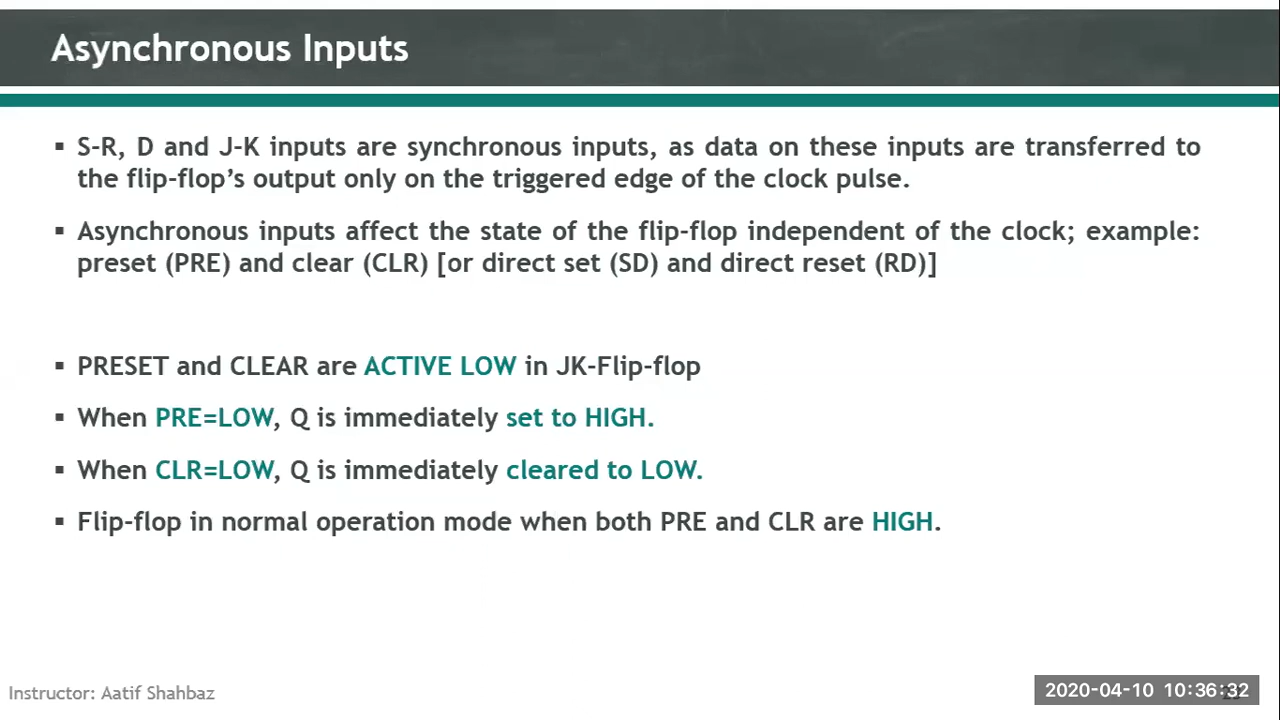 Asynchronous Inputs
▪ S-R, D and J-K inputs are synchronous inputs, as data on these inputs are transferred to
the flip-flop’s output only on the triggered edge of the clock pulse.
▪ Asynchronous inputs affect the state of the flip-flop independent of the clock; example:
preset (PRE) and clear (CLR) [or direct set (SD) and direct reset (RD)]
▪ PRESET and CLEAR are ACTIVE LOW in JK-Flip-flop
▪ When PRE=LOW, Q is immediately set to HIGH.
▪ When CLR=LOW, Q is immediately cleared to LOW.
▪ Flip-flop in normal operation mode when both PRE and CLR are HIGH.
Instructor: Aatif Shahbaz
2020-04-10 10:36:32